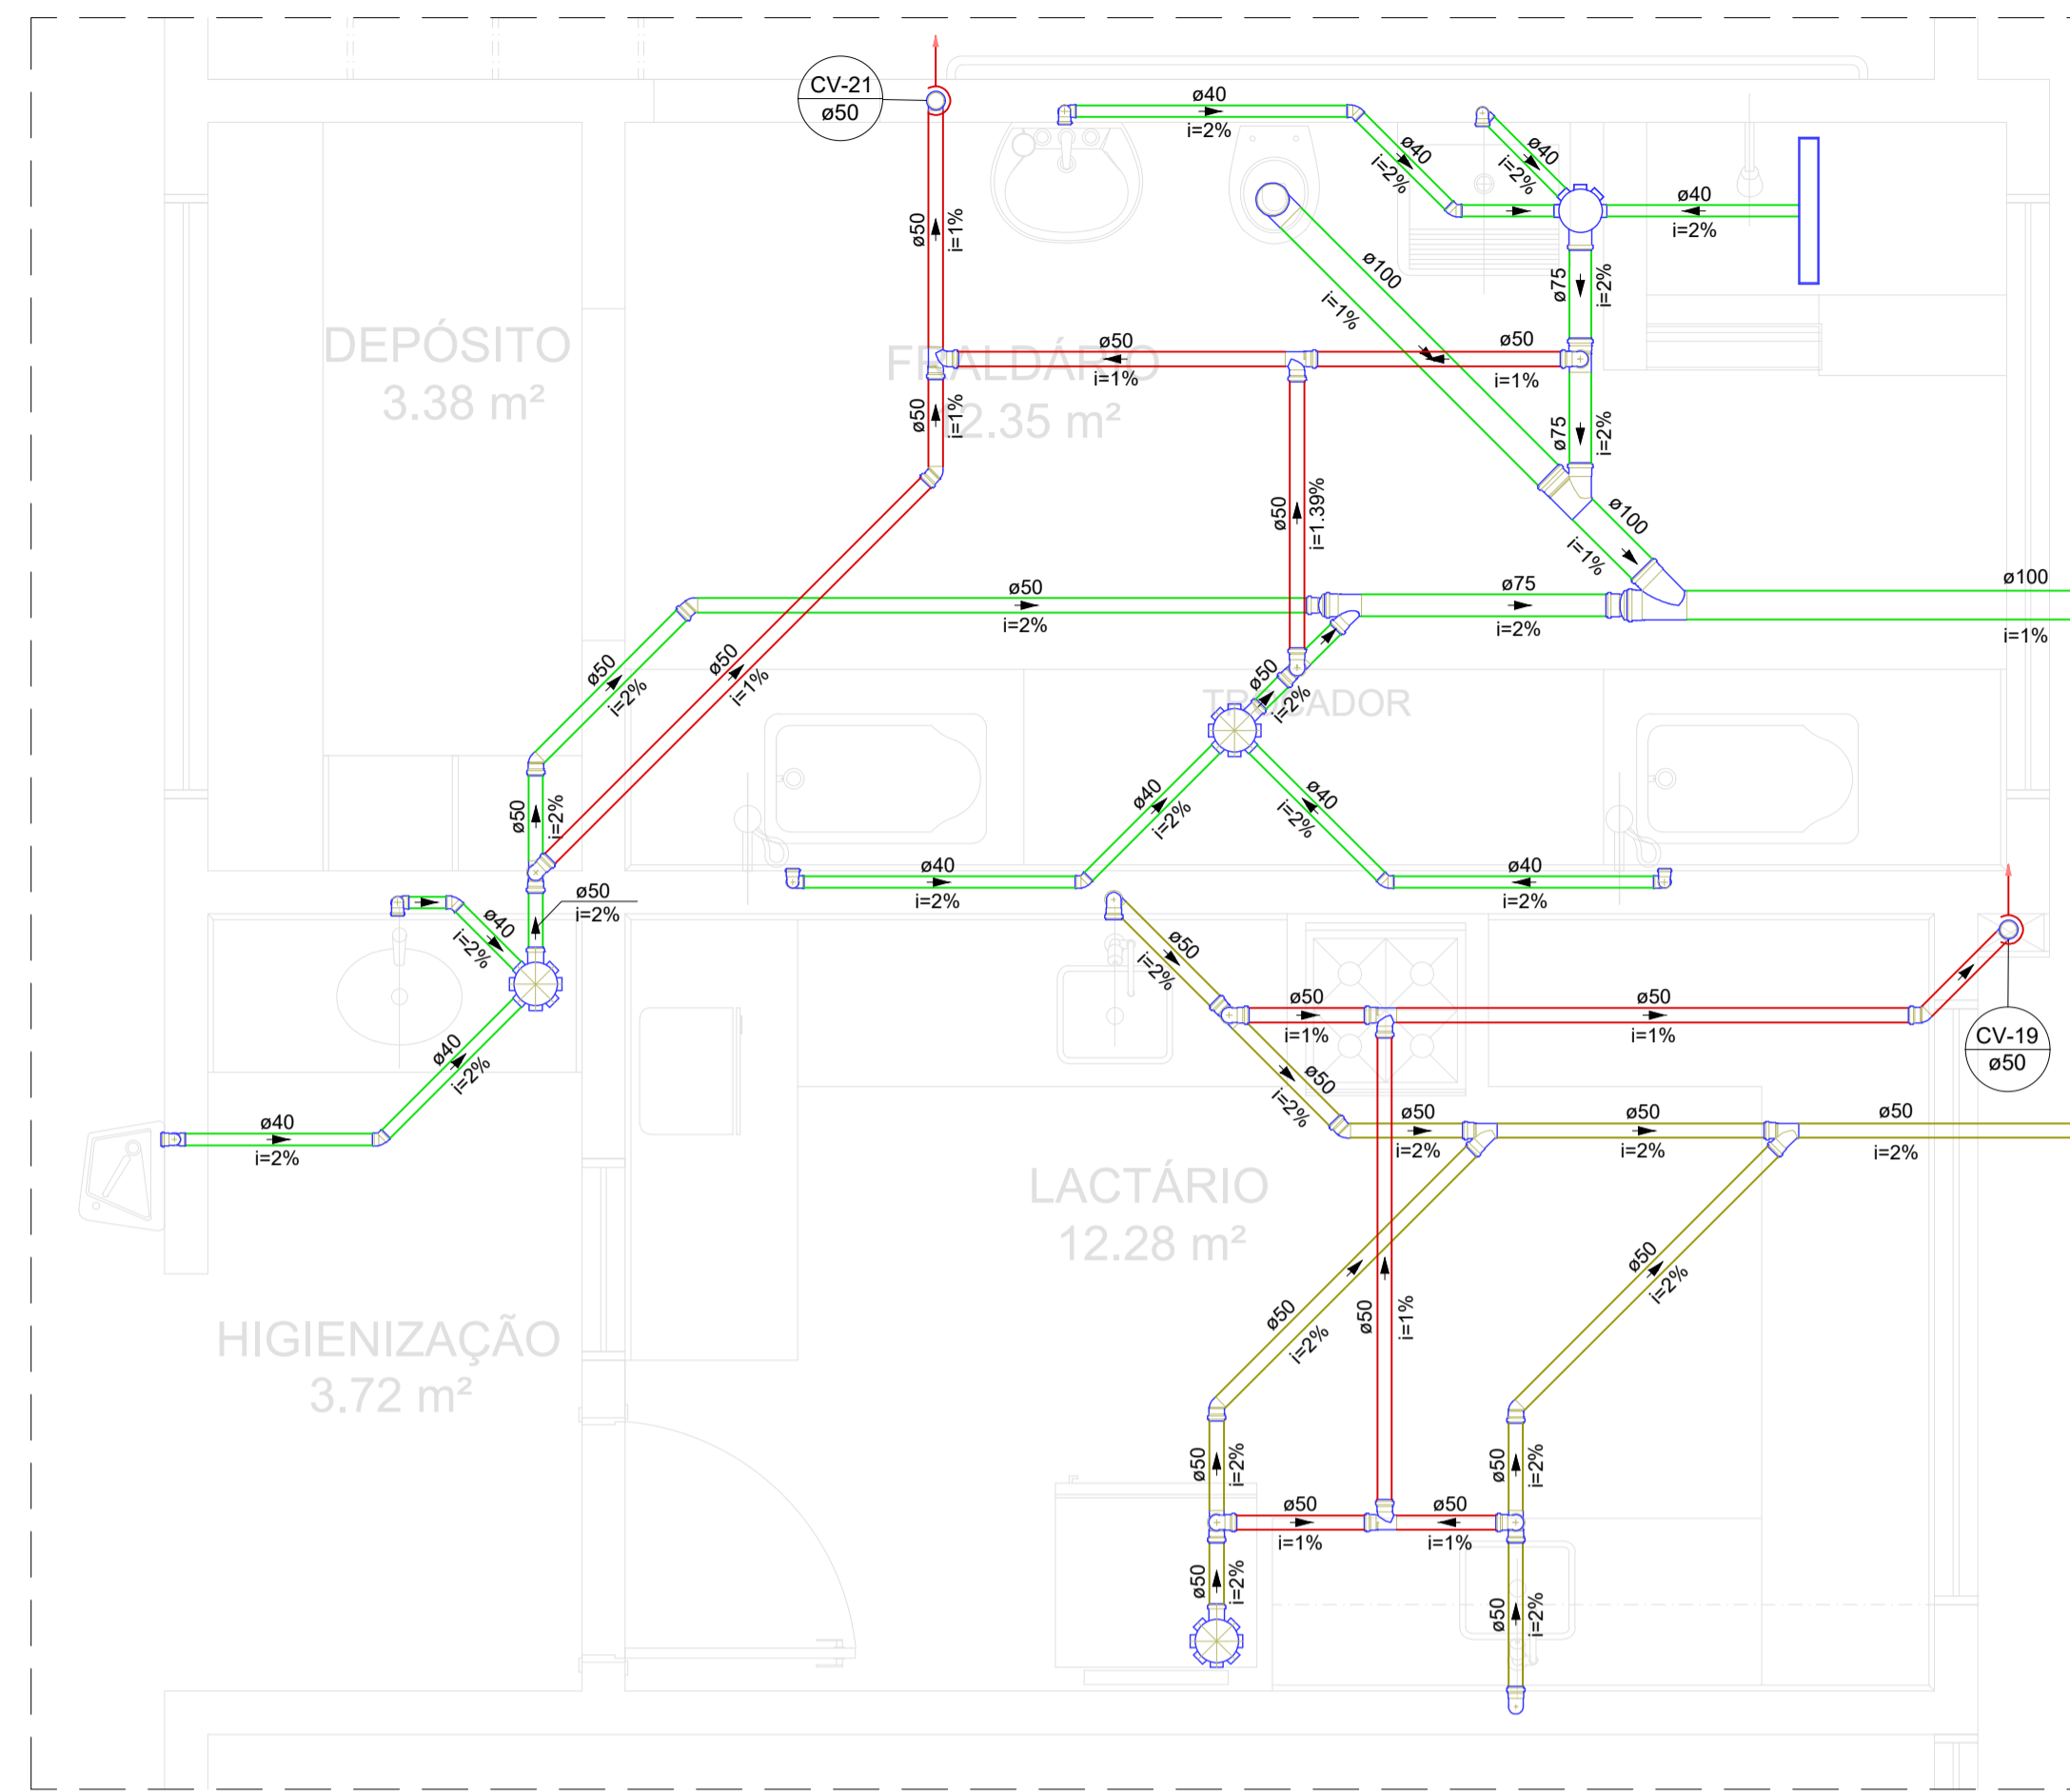 CV-21
ø50
ø40
i=2%
ø40
i=2%
ø40
i=2%
ø40
i=2%
ø50
i=1%
ø100
i=1%
ø75
i=2%
DEPÓSITO
3.38 m²
FRALDÁRIO
12.35 m²
ø50
i=1%
ø50
i=1%
ø50
i=1%
ø75
i=2%
ø50
i=1.39%
ø100
i=1%
ø50
i=2%
ø75
i=2%
ø100
i=1%
ø50
i=2%
ø50
i=1%
ø50
i=2%
TROCADOR
ø50
i=2%
ø40
i=2%
ø40
i=2%
ø40
i=2%
ø40
i=2%
ø50
i=2%
ø40
i=2%
ø50
i=2%
ø50
i=1%
ø50
i=1%
CV-19
ø50
ø40
i=2%
ø50
i=2%
ø40
i=2%
ø50
i=2%
ø50
i=2%
ø50
i=2%
LACTÁRIO
12.28 m²
ø50
i=2%
ø50
i=2%
ø50
i=1%
HIGIENIZAÇÃO
3.72 m²
ø50
i=2%
ø50
i=2%
ø50
i=1%
ø50
i=1%
ø50
i=2%
ø50
i=2%